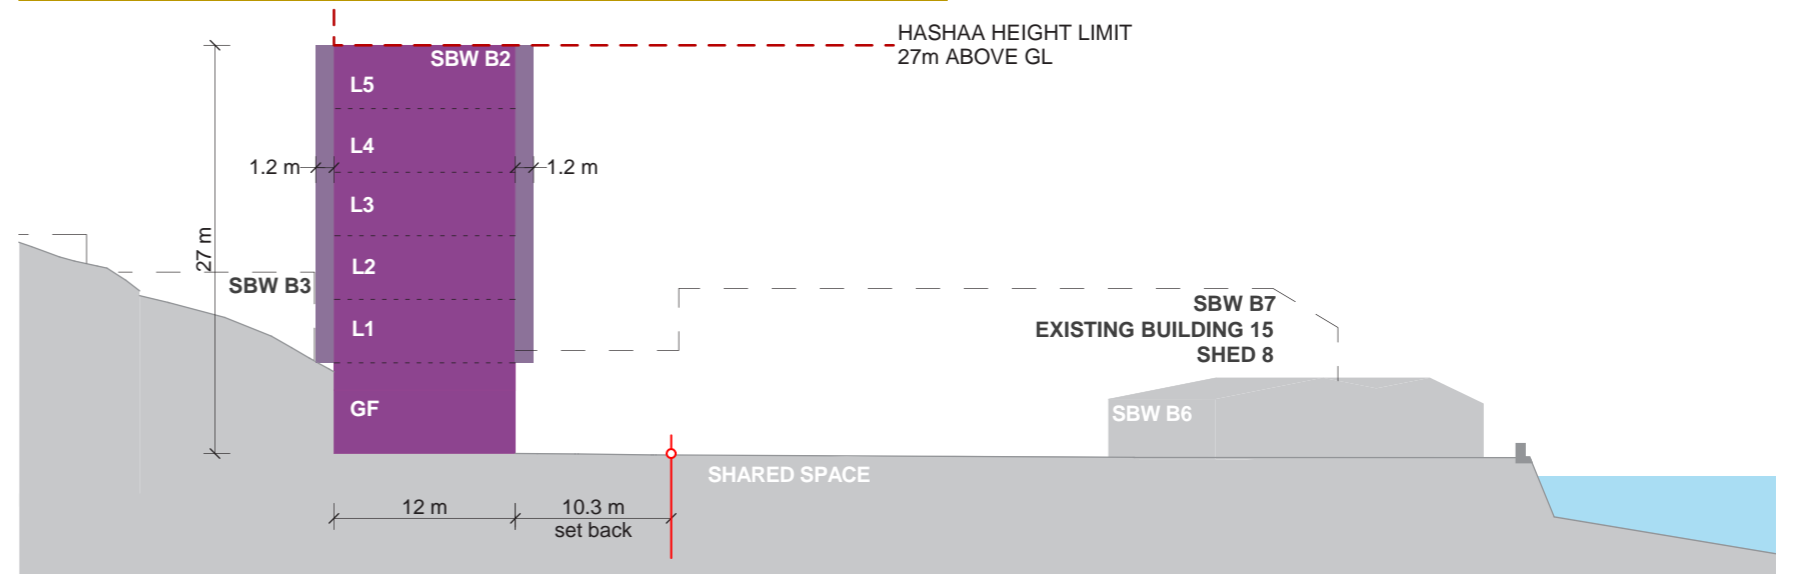 HASHAA HEIGHT LIMIT
27m ABOVE GL
SBW B2
L5
L4
1.2 m
1.2 m
L3
27 m
L2
SBW B3
L1
SBW B7
EXISTING BUILDING 15
SHED 8
GF
SBW B6
SHARED SPACE
12 m
10.3 m
set back